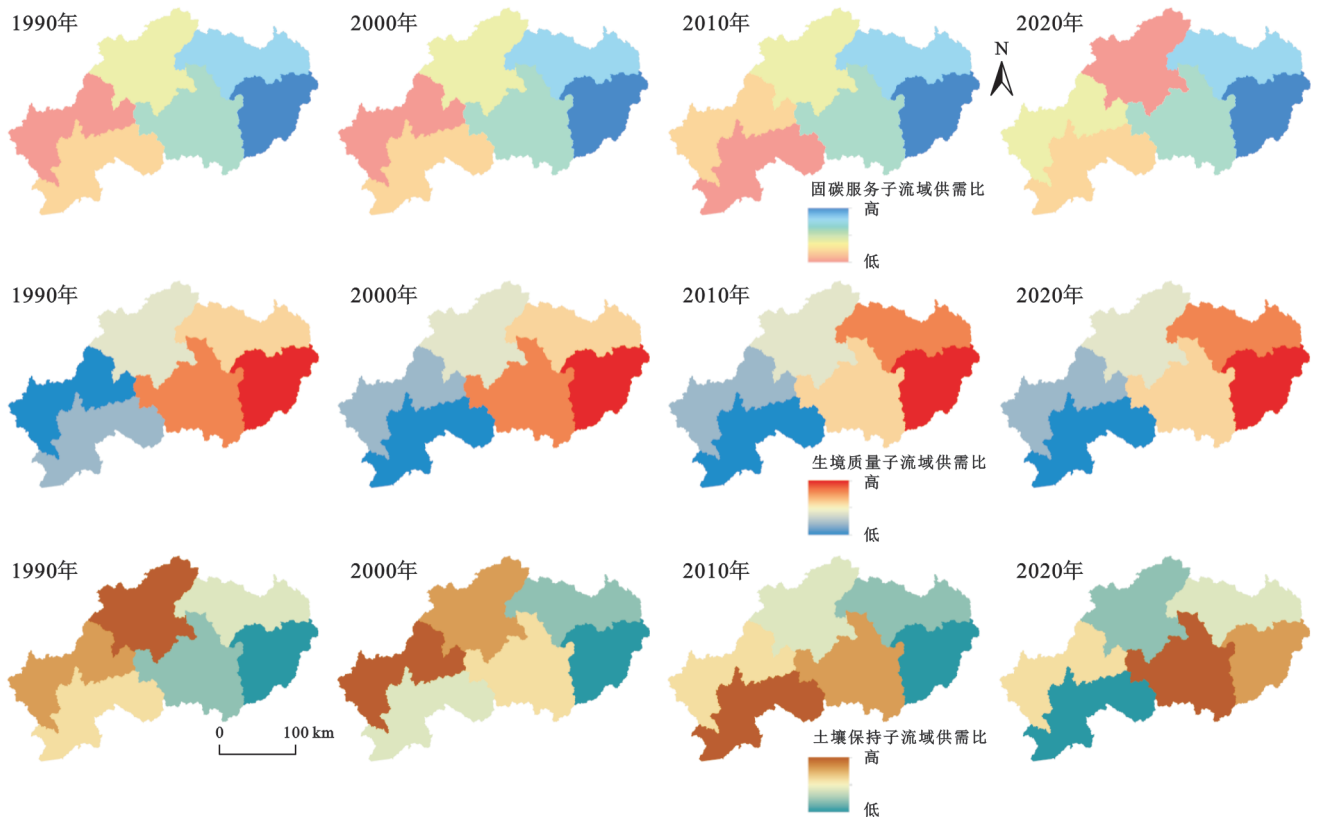 1990年
2000年
2010年
2020年
N
固碳服务子流域供需比
高
低
1990年
2000年
2010年
2020年
生境质量子流域供需比
高
低
1990年
2000年
2010年
2020年
0 100 km
土壤保持子流域供需比
高
低